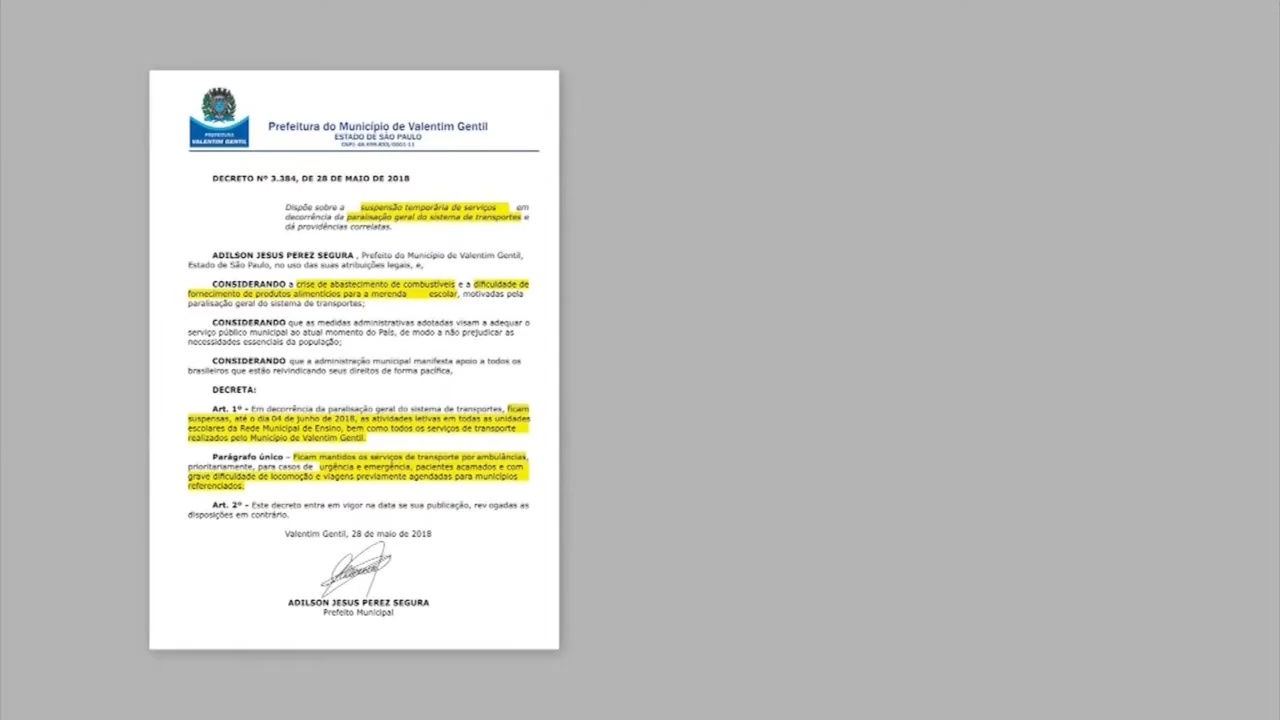 PREFEITURA
VALENTIM GENTIL
Prefeitura do Município de Valentim Gentil
ESTADO DE SÃO PAULO
DECRETO Nº 3.384, DE 28 DE MAIO DE 2018
Dispõe sobre a suspensão temporária de serviços em
decorrência da paralisação geral do sistema de transportes e
dá providências correlatas.
ADILSON JESUS PEREZ SEGURA , Prefeito do Município de Valentim Gentil,
Estado de São Paulo, no uso das suas atribuições legais, e,
CONSIDERANDO a crise de abastecimento de combustíveis e a dificuldade de
fornecimento de produtos alimentícios para a merenda escolar, motivadas pela
paralisação geral do sistema de transportes;
CONSIDERANDO que as medidas administrativas adotadas visam a adequar o
serviço público municipal ao atual momento do País, de modo a não prejudicar as
necessidades essenciais da população;
CONSIDERANDO que a administração municipal manifesta apoio a todos os
brasileiros que estão reivindicando seus direitos de forma pacífica,
DECRETA:
Art. 1º - Em decorrência da paralisação geral do sistema de transportes, ficam
suspensas, até o dia 04 de junho de 2018, as atividades letivas em todas as unidades
escolares da Rede Municipal de Ensino, bem como todos os serviços de transporte
realizados pelo Município de Valentim Gentil.
Parágrafo único – Ficam mantidos os serviços de transporte por ambulâncias,
prioritariamente, para casos de urgência e emergência, pacientes acamados e com
grave dificuldade de locomoção e viagens previamente agendadas para municípios
referenciados.
Art. 2º - Este decreto entra em vigor na data se sua publicação, rev ogadas as
disposições em contrário.
Valentim Gentil, 28 de maio de 2018
ADILSON JESUS PEREZ SEGURA
Prefeito Municipal